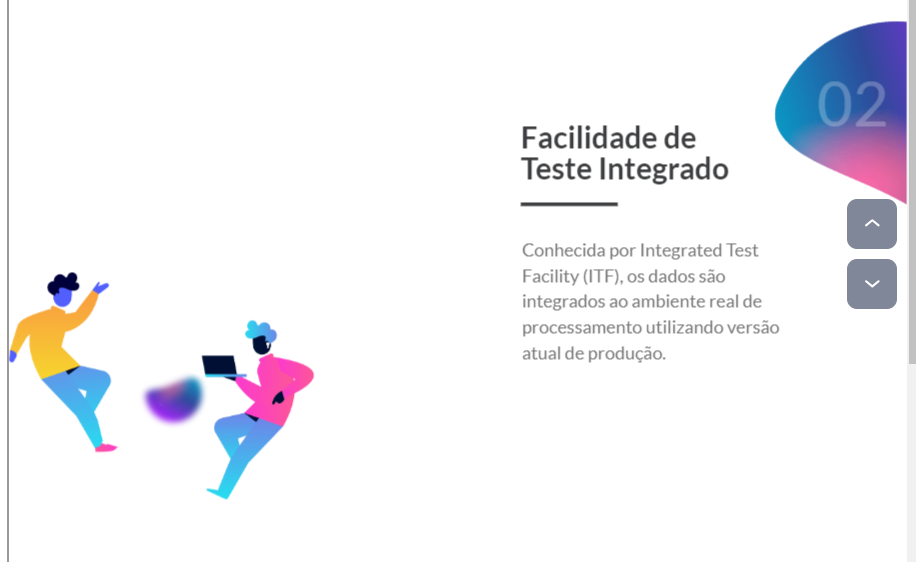 02
Facilidade de
Teste Integrado
Conhecida por Integrated Test
Facility (ITF), os dados são
integrados ao ambiente real de
processamento utilizando versão
atual de produção.